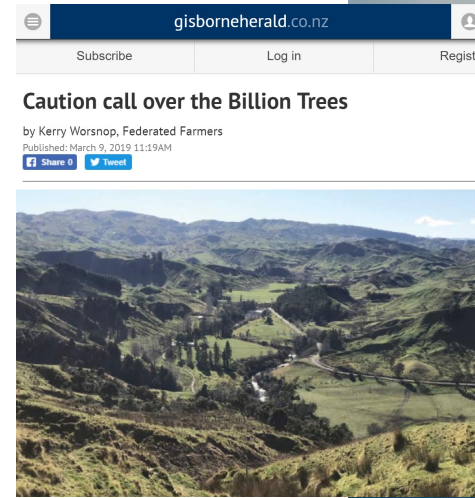 gisborneherald.co.nz
Subscribe Log in Regist
Caution call over the Billion Trees
by Kerry Worsnop, Federated Farmers
Published: March 9, 2019 11:19AM
Share 0 Tweet